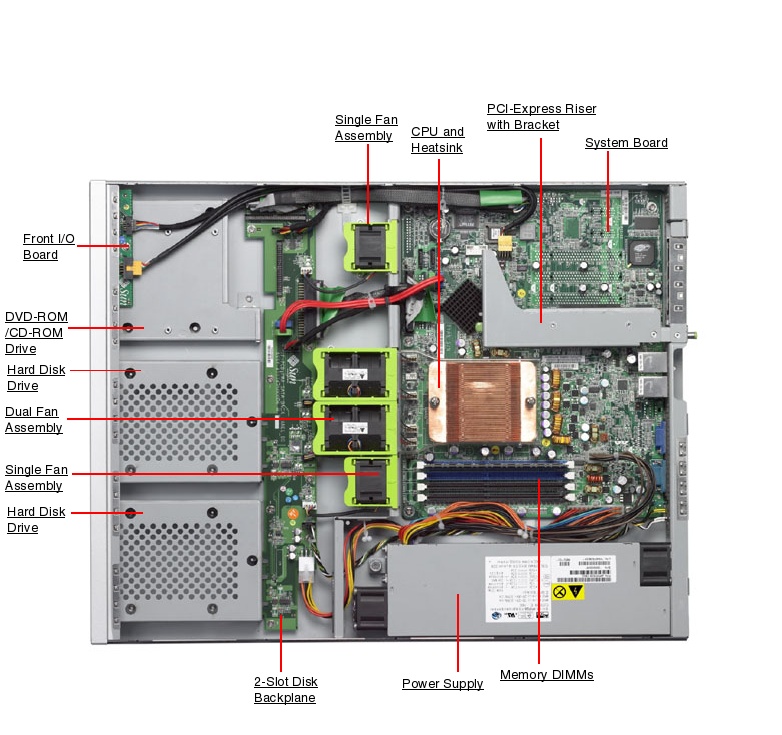 PCI-Express Riser
with Bracket
Single Fan
Assembly
CPU and
Heatsink
System Board
Front I/O
Board
DVD-ROM
/CD-ROM
Drive
Hard Disk
Drive
Dual Fan
Assembly
Single Fan
Assembly
Hard Disk
Drive
2-Slot Disk
Backplane
Power Supply
Memory DIMMs
Sun
Sun